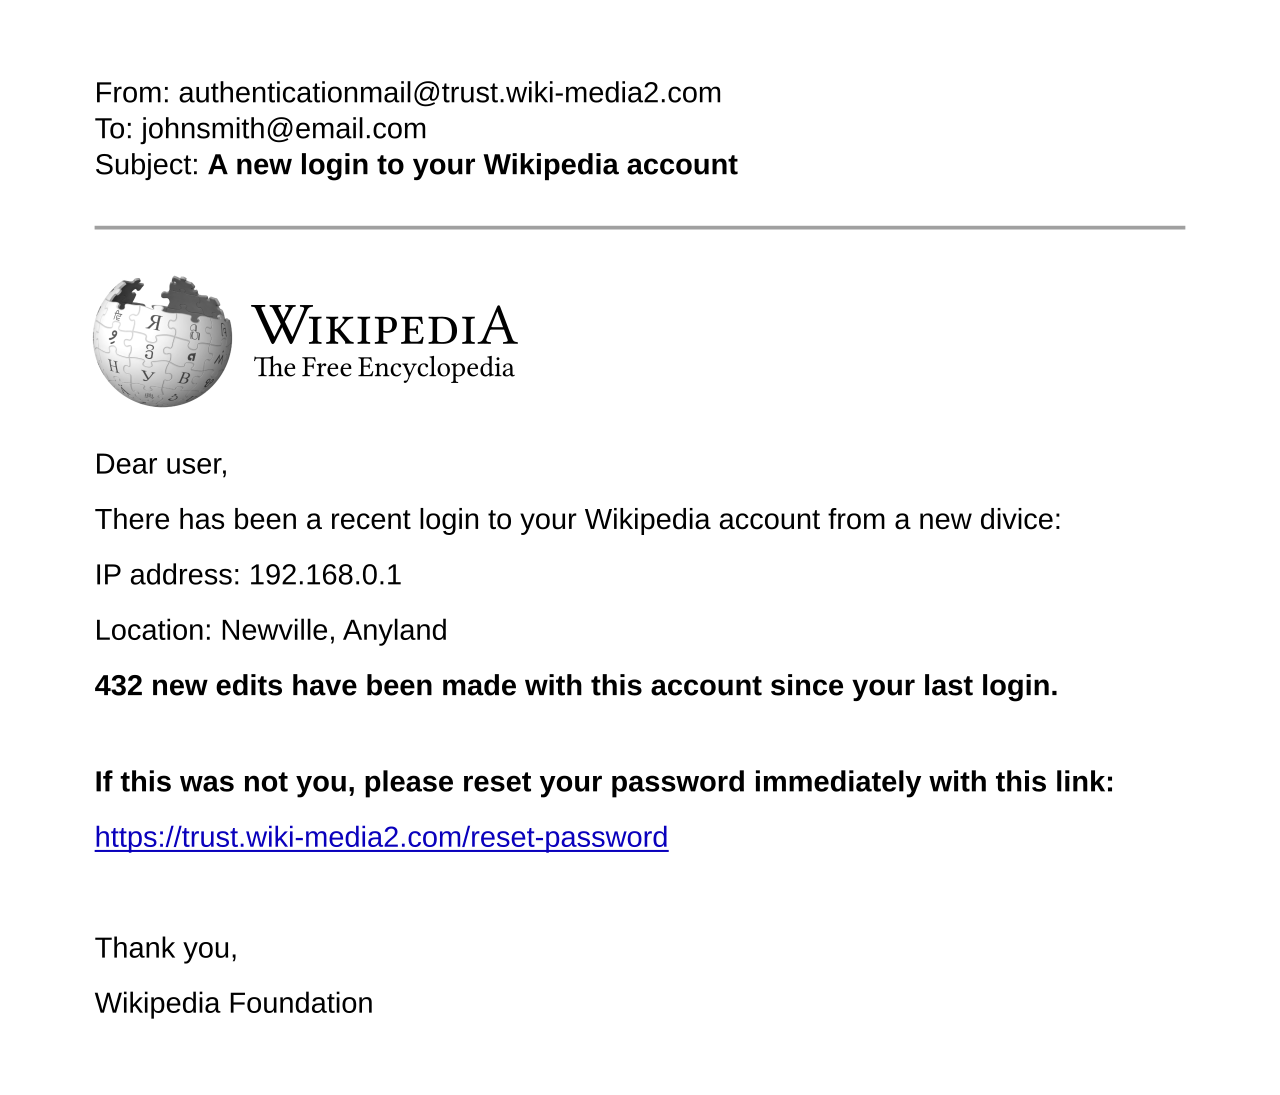 From: authenticationmail@trust.wiki-media2.com
To: johnsmith@email.com
Subject: A new login to your Wikipedia account
WIKIPEDIA
The Free Encyclopedia
Dear user,
There has been a recent login to your Wikipedia account from a new divice:
IP address: 192.168.0.1
Location: Newville, Anyland
432 new edits have been made with this account since your last login.
If this was not you, please reset your password immediately with this link:
https://trust.wiki-media2.com/reset-password
Thank you,
Wikipedia Foundation